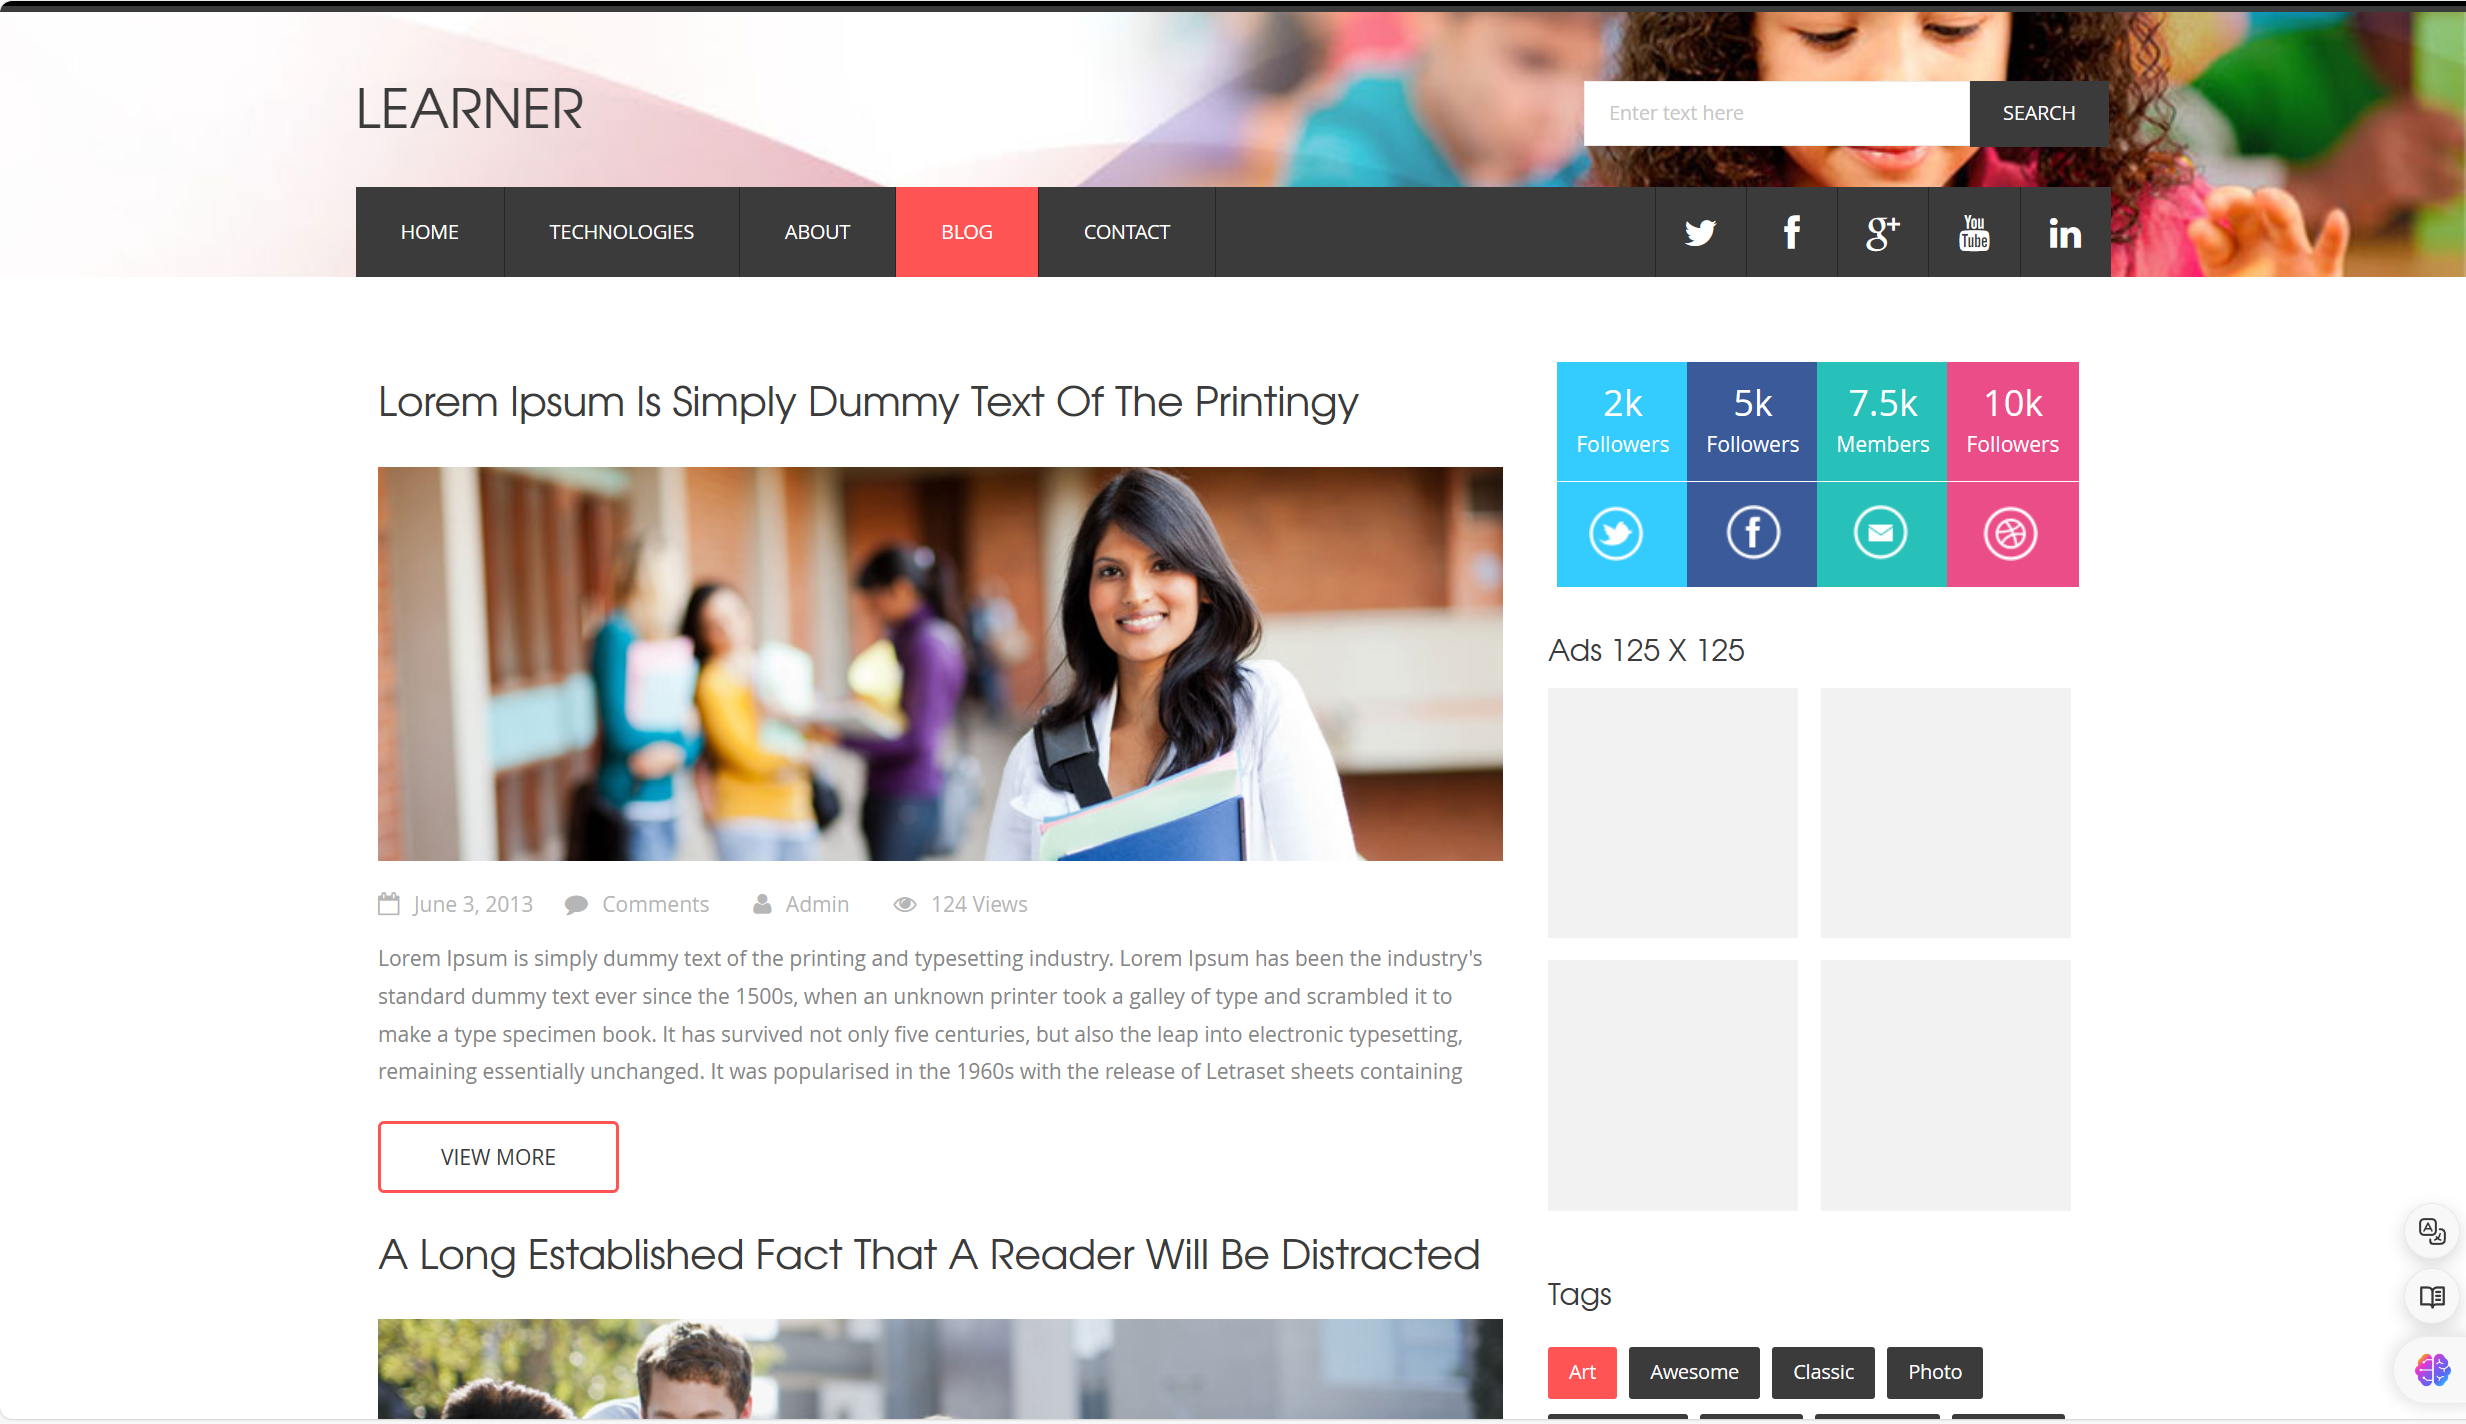 LEARNER
Enter text here
SEARCH
HOME
TECHNOLOGIES
ABOUT
BLOG
CONTACT
g+
You
Tube
in
Lorem Ipsum Is Simply Dummy Text Of The Printingy
June 3, 2013
Comments
Admin
124 Views
Lorem Ipsum is simply dummy text of the printing and typesetting industry. Lorem Ipsum has been the industry's
standard dummy text ever since the 1500s, when an unknown printer took a galley of type and scrambled it to
make a type specimen book. It has survived not only five centuries, but also the leap into electronic typesetting,
remaining essentially unchanged. It was popularised in the 1960s with the release of Letraset sheets containing
VIEW MORE
A Long Established Fact That A Reader Will Be Distracted
2k
Followers
5k
Followers
7.5k
Members
10k
Followers
Ads 125 X 125
Tags
Art
Awesome
Classic
Photo